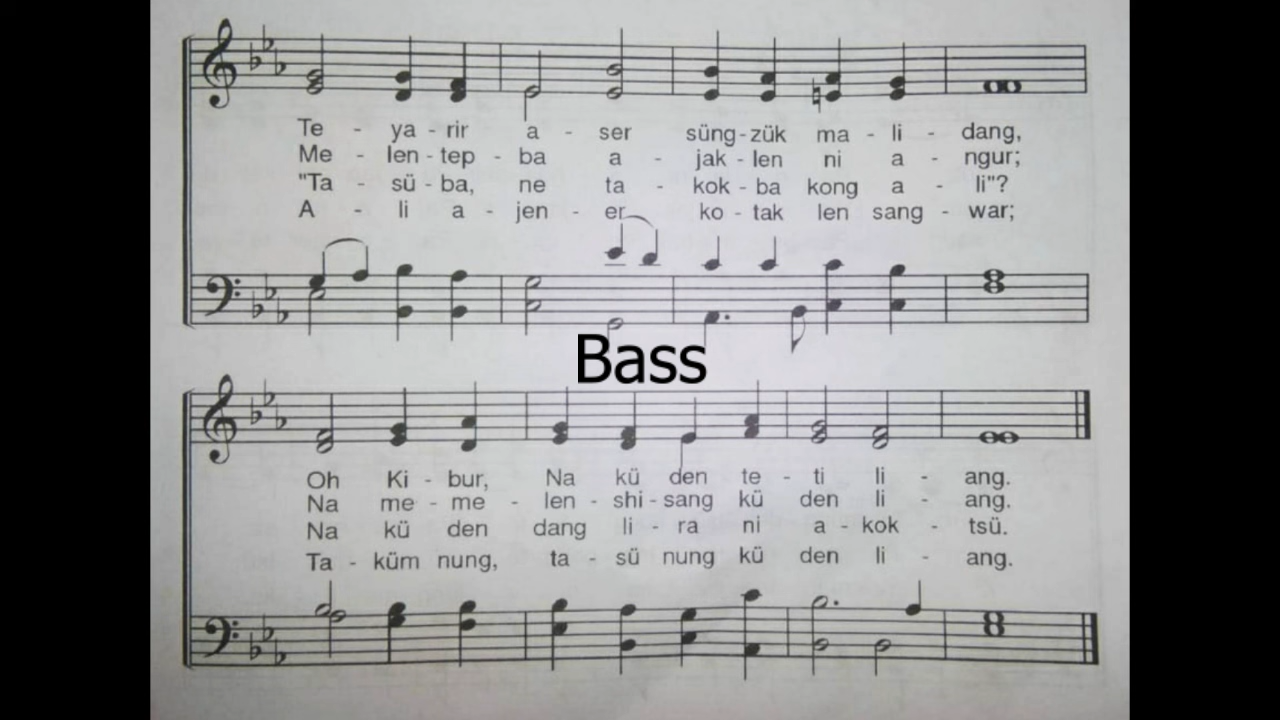 Te - ya - rir a - ser süng - zük ma - li - dang,
Me - len - tep - ba a - jak - len ni a - ngur;
"Ta - sü - ba, ne ta - kok - ba kong a - li"?
A - li a - jen - er ko - tak len sang - war;
Bass
Oh Ki - bur, Na kü den te - ti li - ang.
Na me - me - len - shi - sang kü den li - ang.
Na kü den dang li - ra ni a - kok - tsü.
Ta - küm nung, ta - sü nung kü den li - ang.